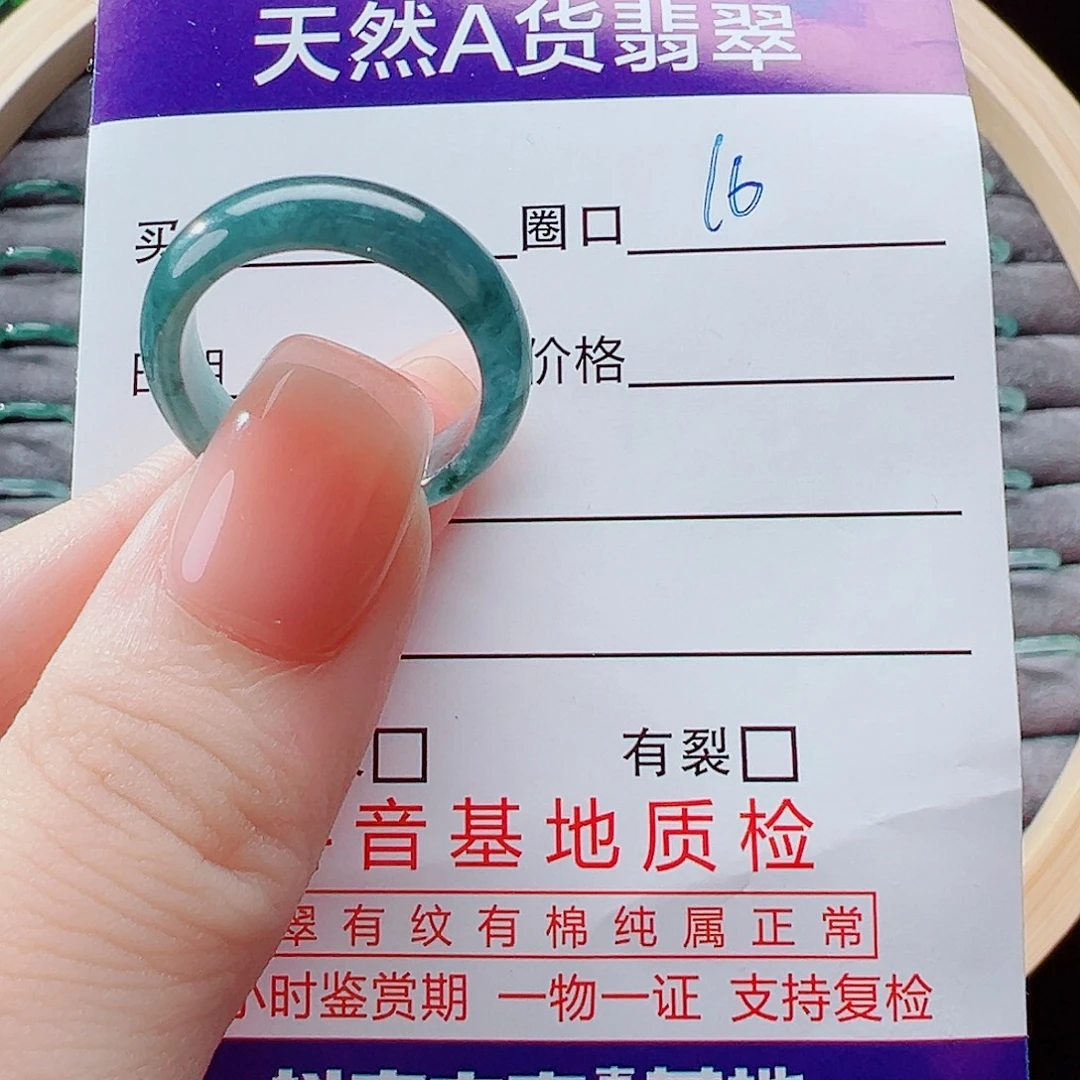 天然A货翡翠
买 圈口 16
价格
有裂
音基地质检
翠有纹有棉纯属正常
小时鉴赏期 一物一证 支持复检